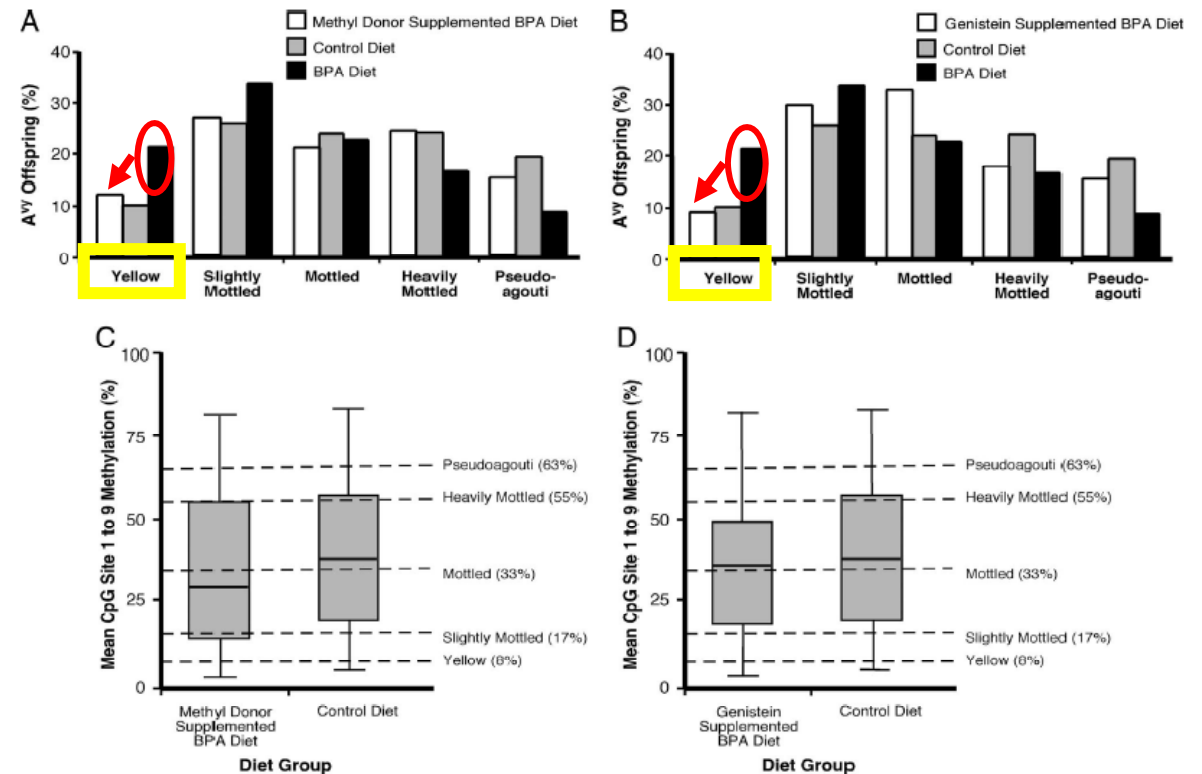 A
Methyl Donor Supplemented BPA Diet
Control Diet
BPA Diet
Avy Offspring (%)
40
30
20
10
0
Yellow
Slightly
Mottled
Mottled
Heavily
Mottled
Pseudo-
agouti
B
Genistein Supplemented BPA Diet
Control Diet
BPA Diet
Avy Offspring (%)
40
30
20
10
0
Yellow
Slightly
Mottled
Mottled
Heavily
Mottled
Pseudo-
agouti
C
Mean CpG Site 1 to 9 Methylation (%)
100
75
50
25
0
Pseudoagouti (63%)
Heavily Mottled (55%)
Mottled (33%)
Slightly Mottled (17%)
Yellow (8%)
Methyl Donor
Supplemented
BPA Diet
Control Diet
Diet Group
D
Mean CpG Site 1 to 9 Methylation (%)
100
75
50
25
0
Pseudoagouti (63%)
Heavily Mottled (55%)
Mottled (33%)
Slightly Mottled (17%)
Yellow (8%)
Genistein
Supplemented
BPA Diet
Control Diet
Diet Group